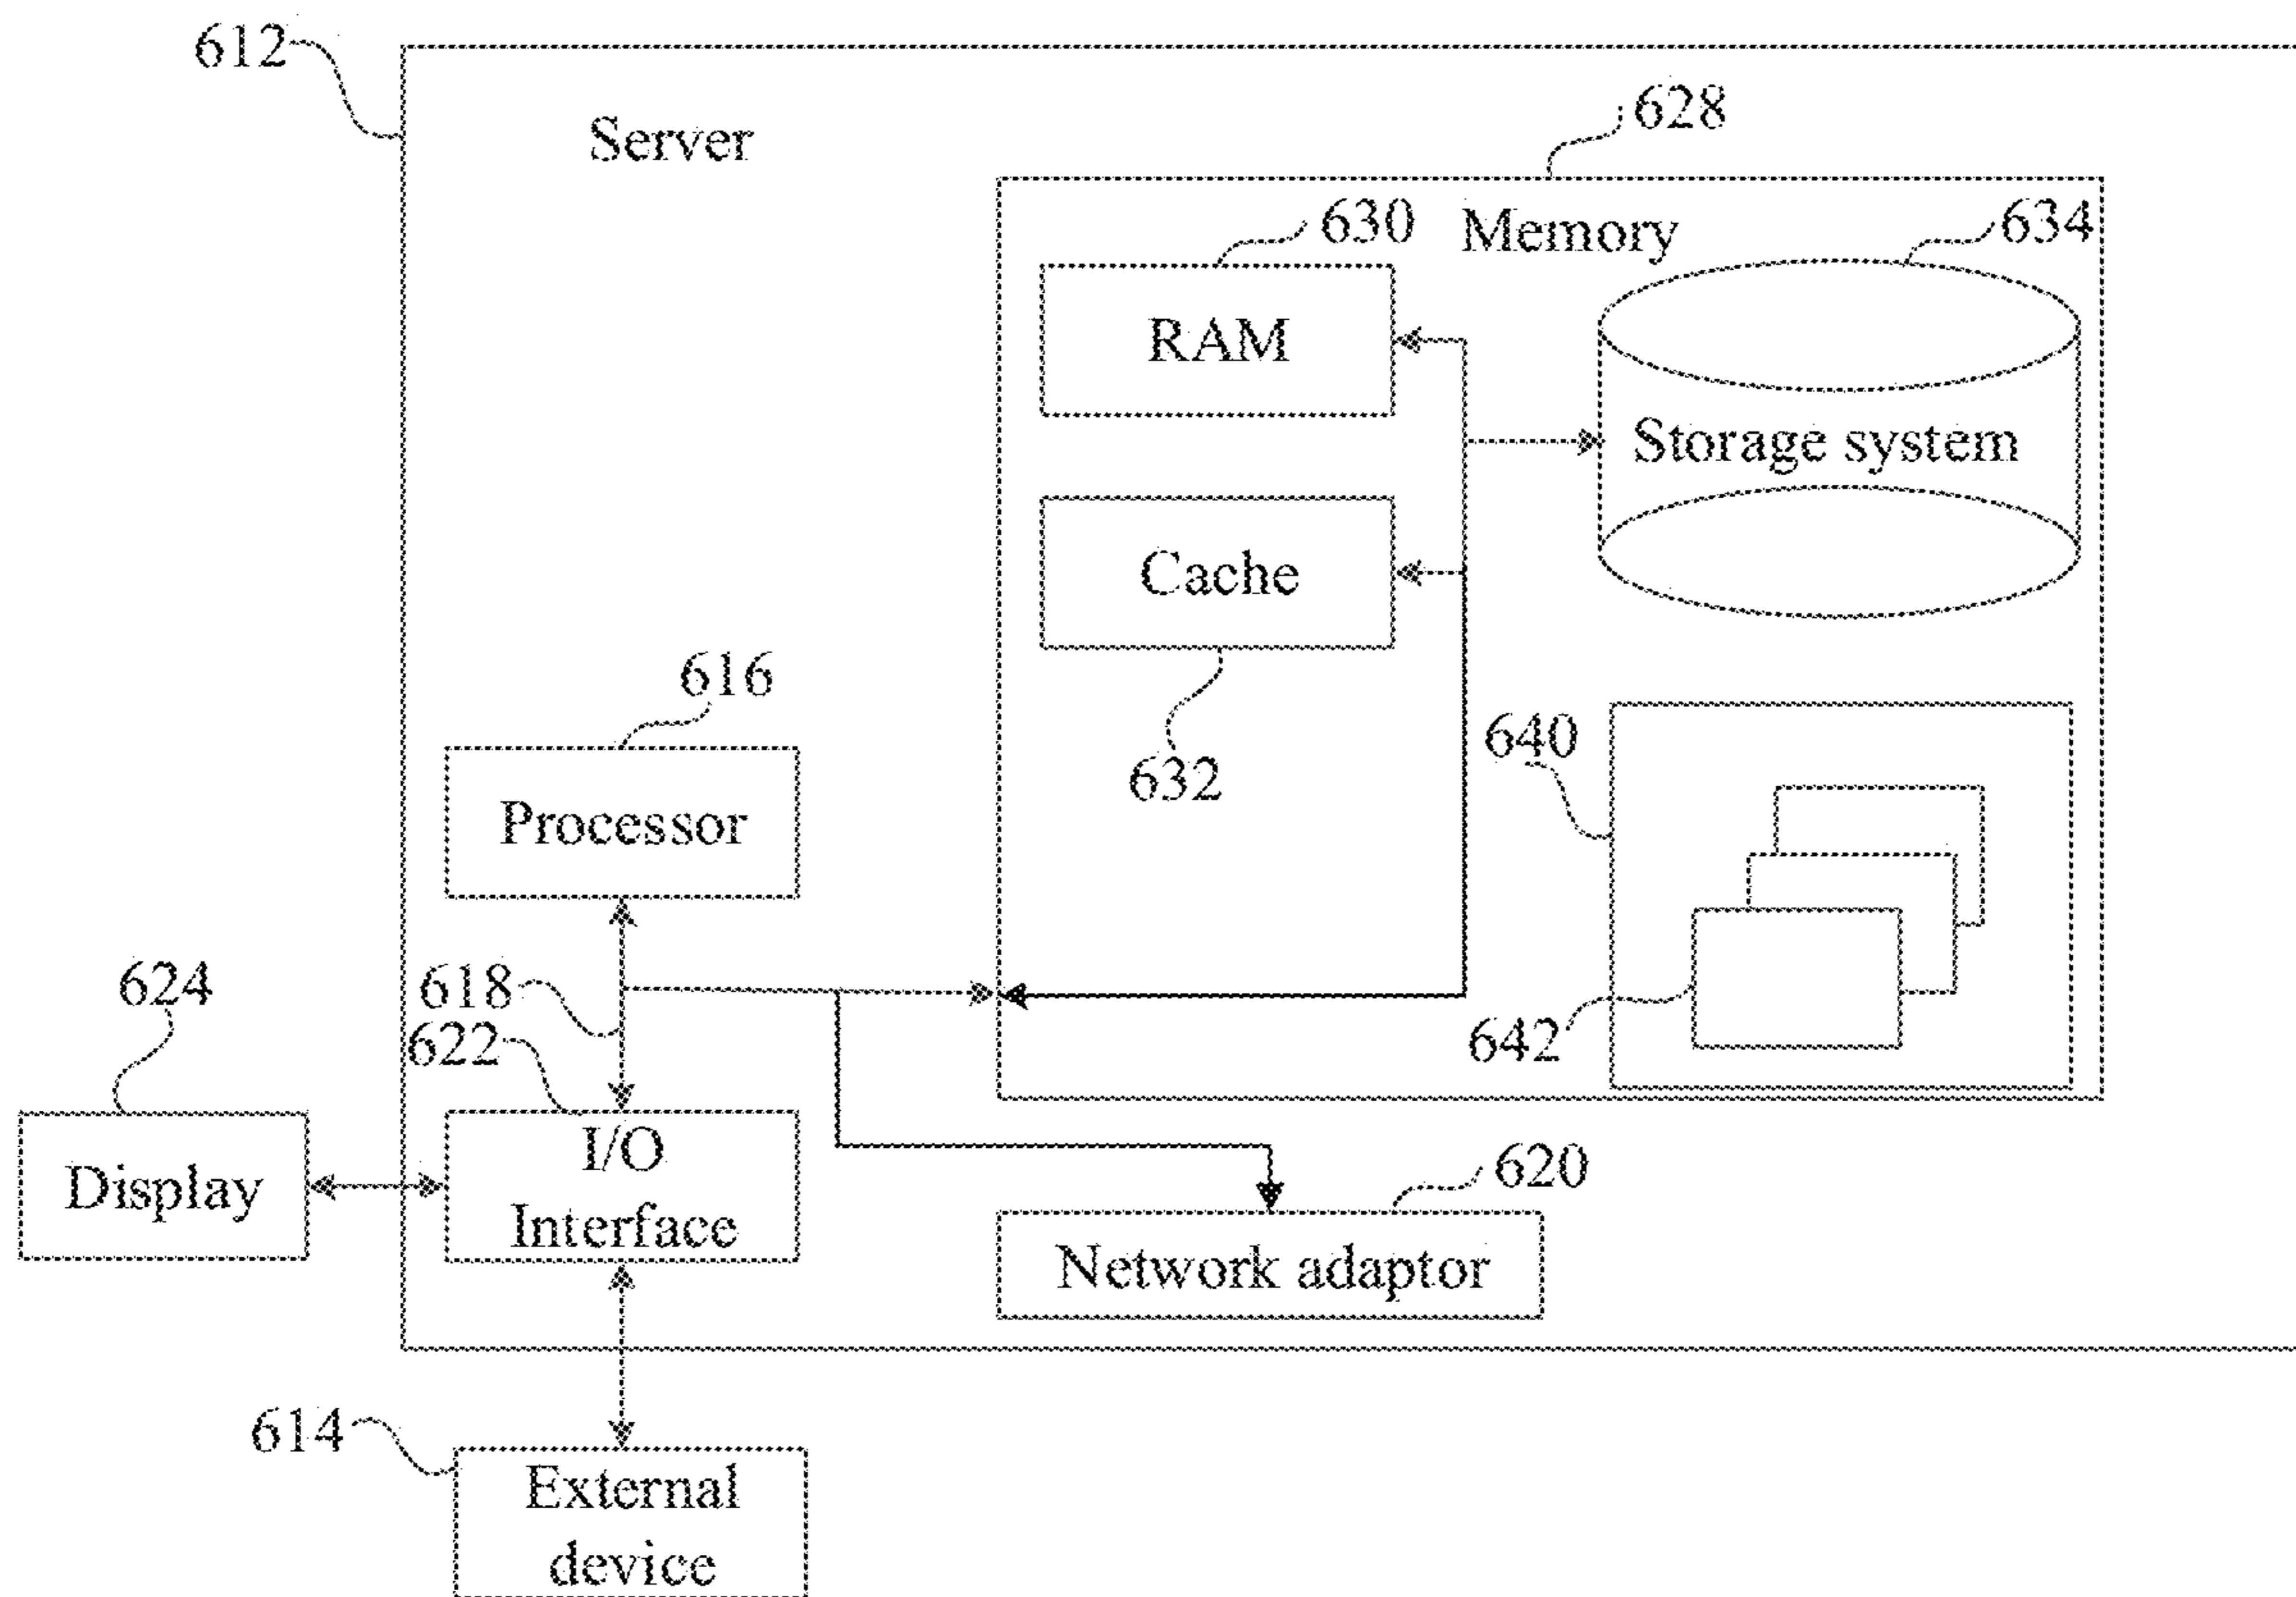 612
Server
628
630
Memory
634
RAM
Storage system
Cache
616
640
632
Processor
624
618
622
642
I/O
Interface
Display
620
Network adaptor
614
External
device